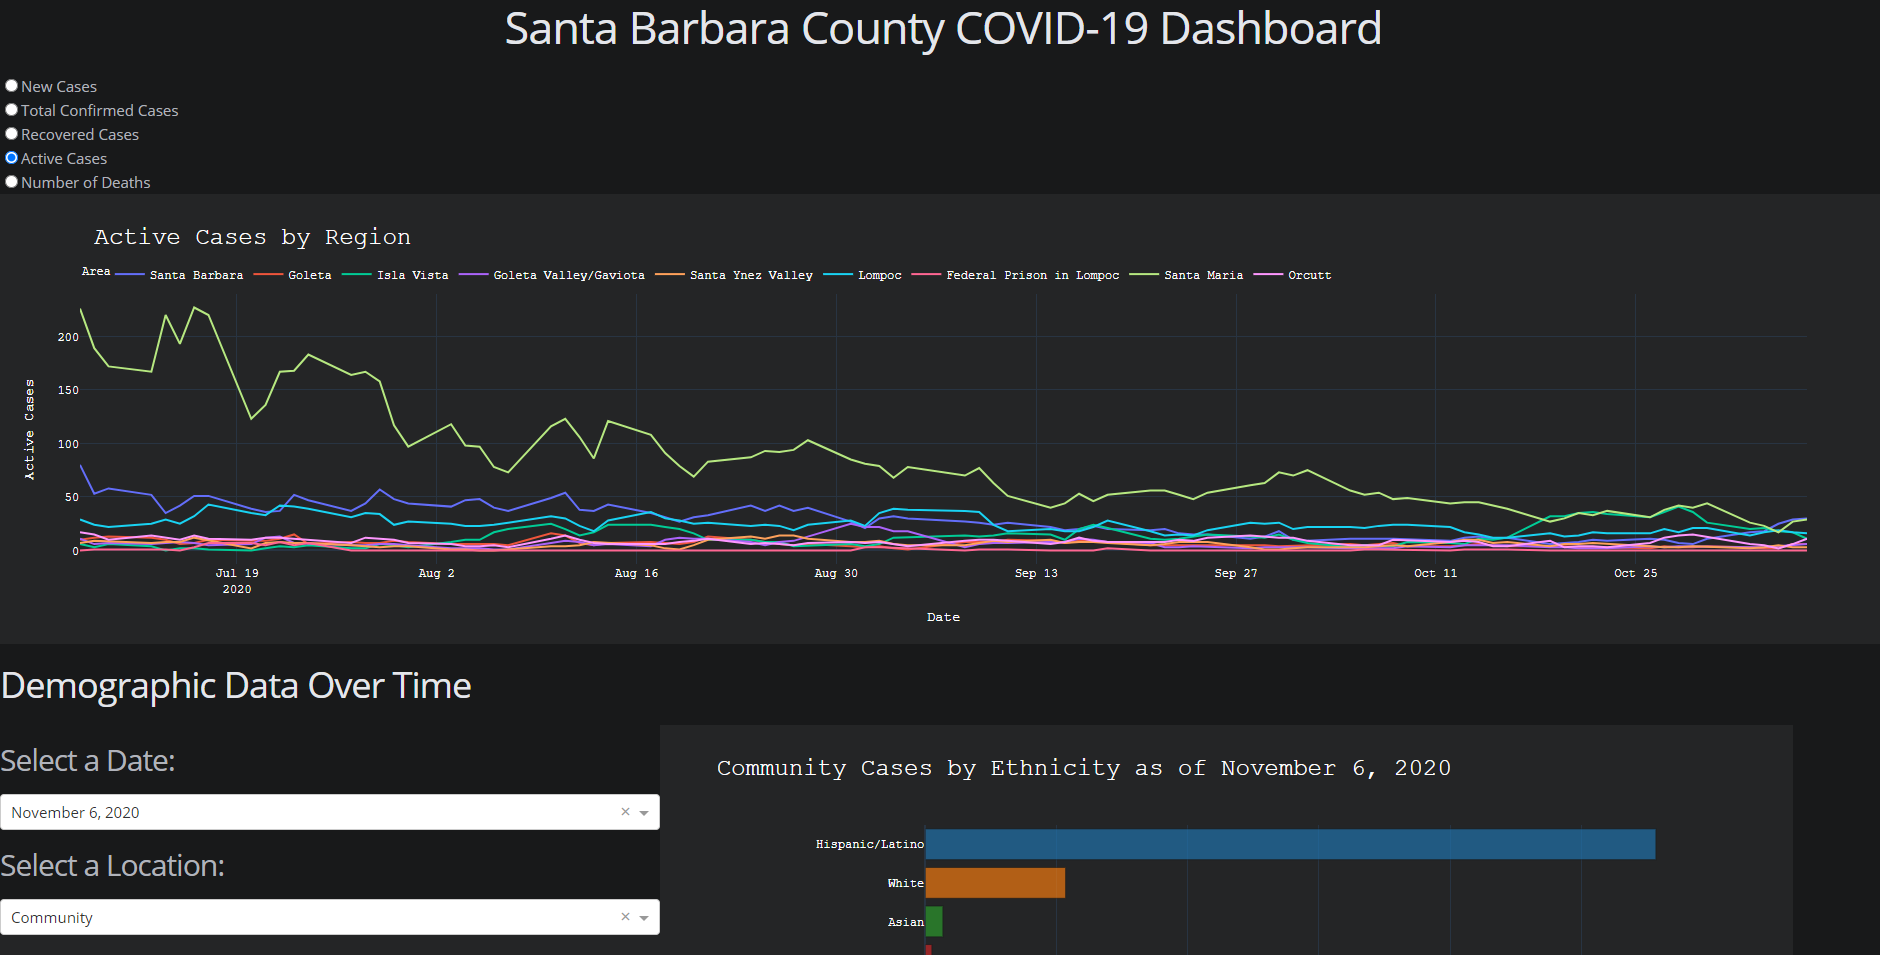 Santa Barbara County COVID-19 Dashboard
New Cases
Total Confirmed Cases
Recovered Cases
Active Cases
Number of Deaths
Active Cases by Region
Area Santa Barbara Goleta Isla Vista Goleta Valley/Gaviota Santa Ynez Valley Lompoc Federal Prison in Lompoc Santa Maria Orcutt
Active Cases
200
150
100
50
0
Jul 19 Aug 2 Aug 16 Aug 30 Sep 13 Sep 27 Oct 11 Oct 25
2020
Date
Demographic Data Over Time
Select a Date:
November 6, 2020
Select a Location:
Community
Community Cases by Ethnicity as of November 6, 2020
Hispanic/Latino
White
Asian